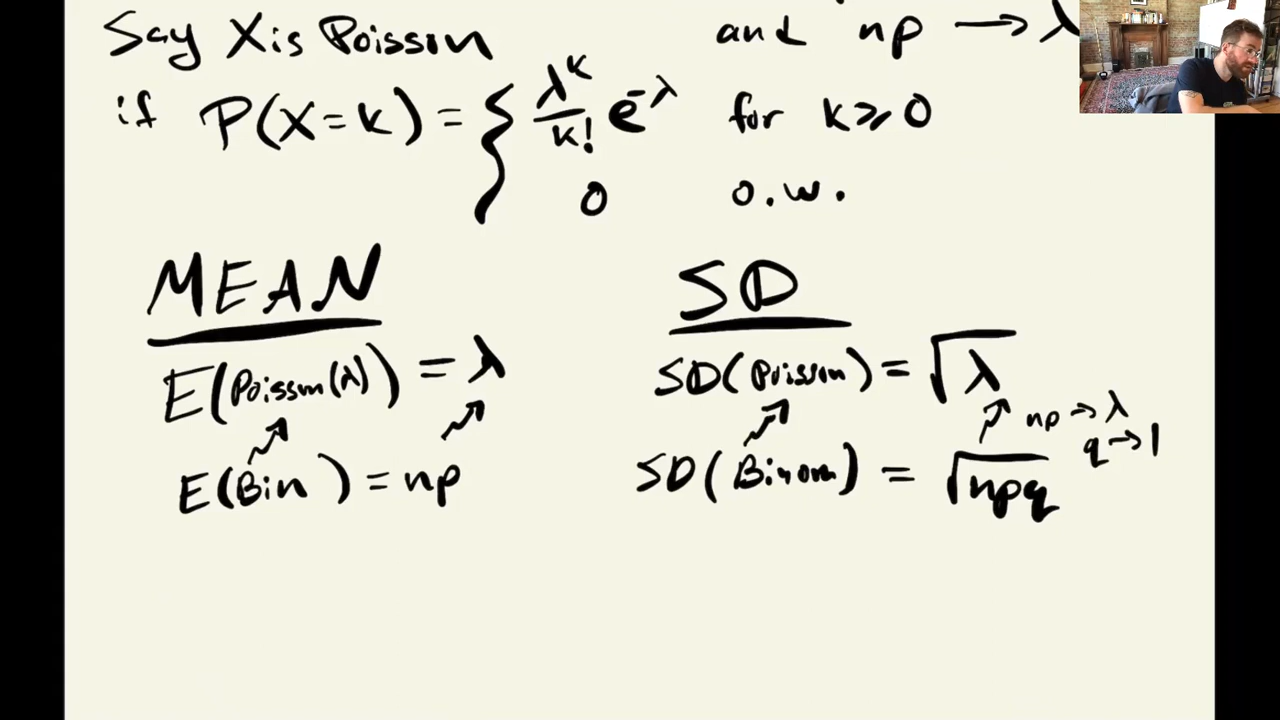 Say X is Poisson
and np → λ
if P(X=k) = { λ^k/k! e^-λ for k ≥ 0
0 o.w.
MEAN
E(Poisson(λ)) = λ
E(Bin ) = np
SD
SD(Poisson) = √λ
np → λ
q → 1
SD(Binom) = √npq